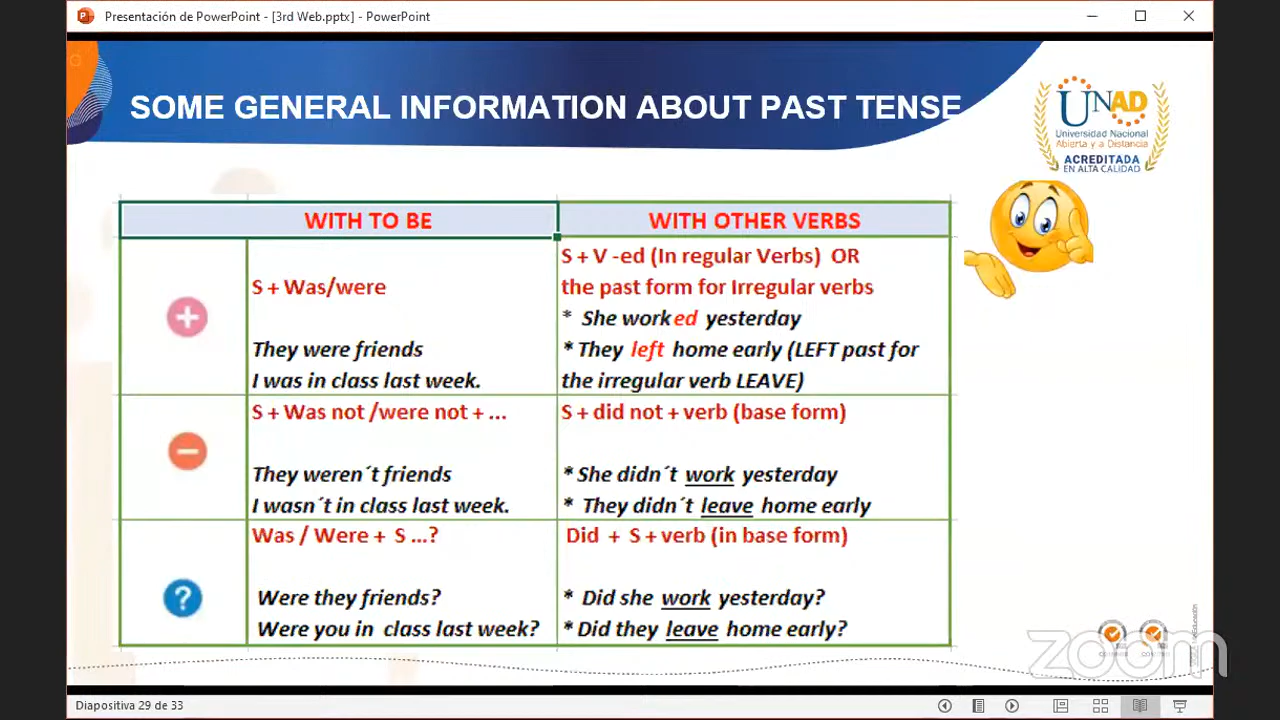 Presentación de PowerPoint - [3rd Web.pptx] - PowerPoint
SOME GENERAL INFORMATION ABOUT PAST TENSE
UNAD
Universidad Nacional
Abierta y a Distancia
ACREDITADA
EN ALTA CALIDAD
WITH TO BE
WITH OTHER VERBS
S + Was/were
They were friends
I was in class last week.
S + V -ed (In regular Verbs) OR
the past form for Irregular verbs
* She worked yesterday
* They left home early (LEFT past for
the irregular verb LEAVE)
S + Was not /were not + ...
They weren´t friends
I wasn´t in class last week.
S + did not + verb (base form)
* She didn´t work yesterday
* They didn´t leave home early
Was / Were + S ...?
Were they friends?
Were you in class last week?
Did + S + verb (in base form)
* Did she work yesterday?
* Did they leave home early?
zoom
Diapositiva 29 de 33